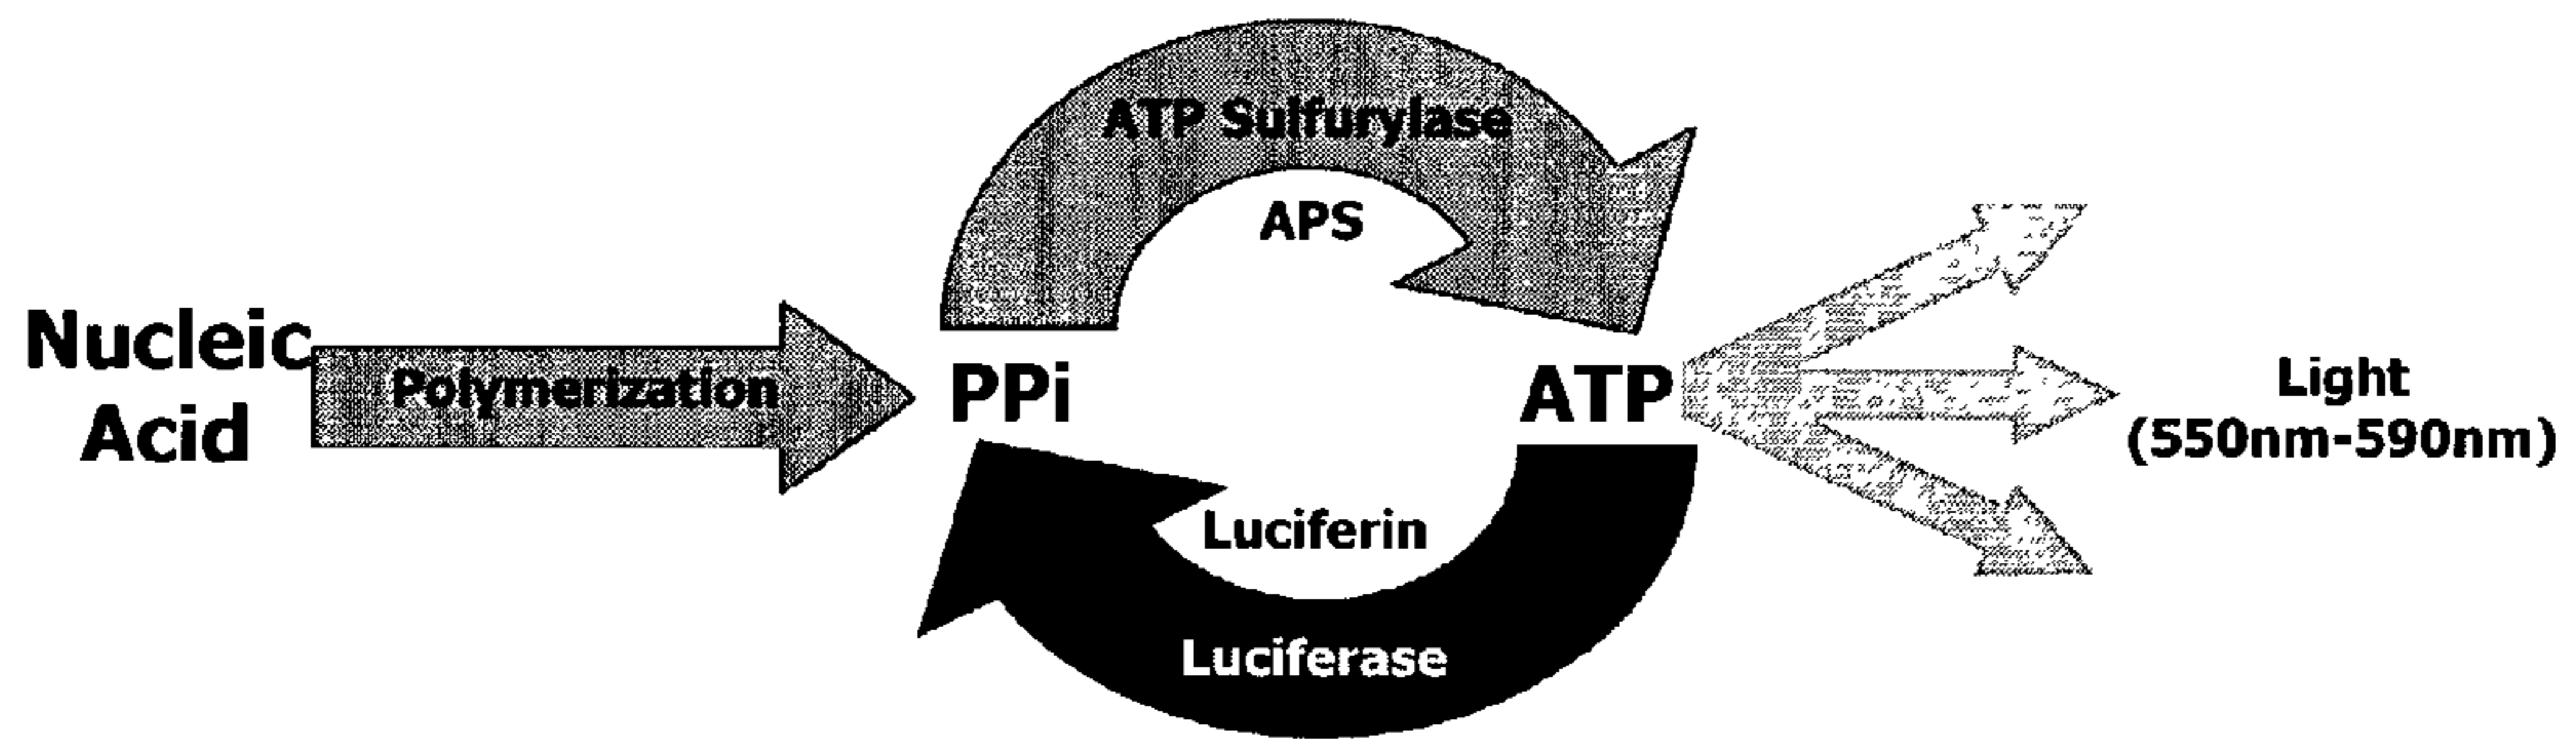 Nucleic
Acid
Polymerization
PPi
ATP Sulfurylase
APS
ATP
Luciferin
Luciferase
Light
(550nm-590nm)